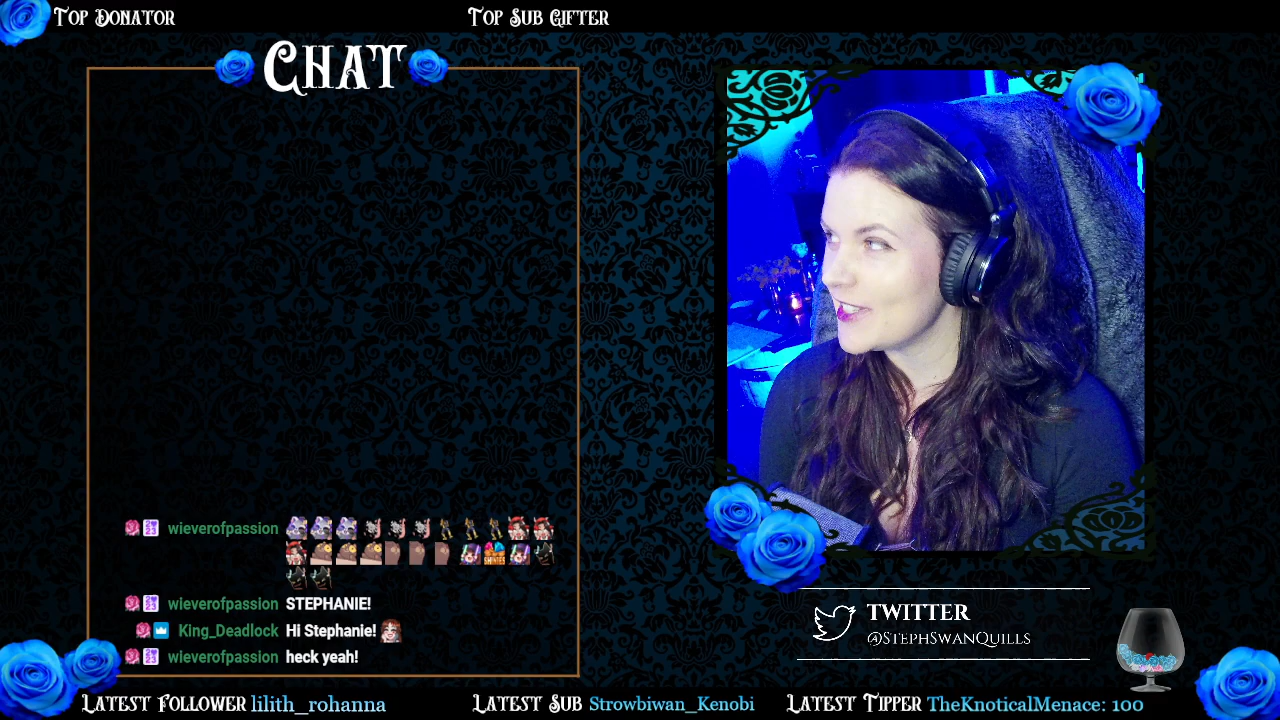 Top Donator
Top Sub Gifter
Chat
wieverofpassion
SHINIES
wieverofpassion STEPHANIE!
King_Deadlock Hi Stephanie!
wieverofpassion heck yeah!
TWITTER
@StephSwanQuills
Latest Follower lilith_rohanna
Latest Sub Strowbiwan_Kenobi
Latest Tipper TheKnoticalMenace: 100